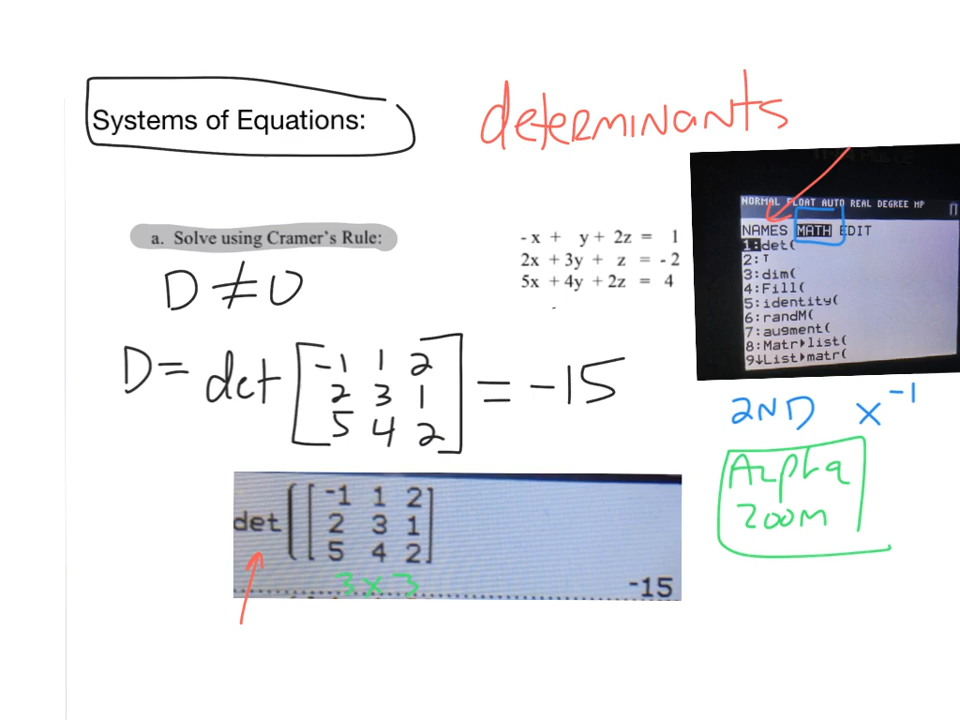 Systems of Equations:
determinants
a. Solve using Cramer's Rule:
- x + y + 2z = 1
2x + 3y + z = - 2
5x + 4y + 2z = 4
D ≠ 0
D = det [ -1 1 2
2 3 1
5 4 2 ] = -15
NORMAL FLOAT AUTO REAL DEGREE MP
NAMES MATH EDIT
1:det(
2:T
3:dim(
4:Fill(
5:identity(
6:randM(
7:augment(
8:Matr▶list(
9↓List▶matr(
2ND x⁻¹
Alpha
ZOOM
det([ -1 1 2
2 3 1
5 4 2 ]
3x3
-15